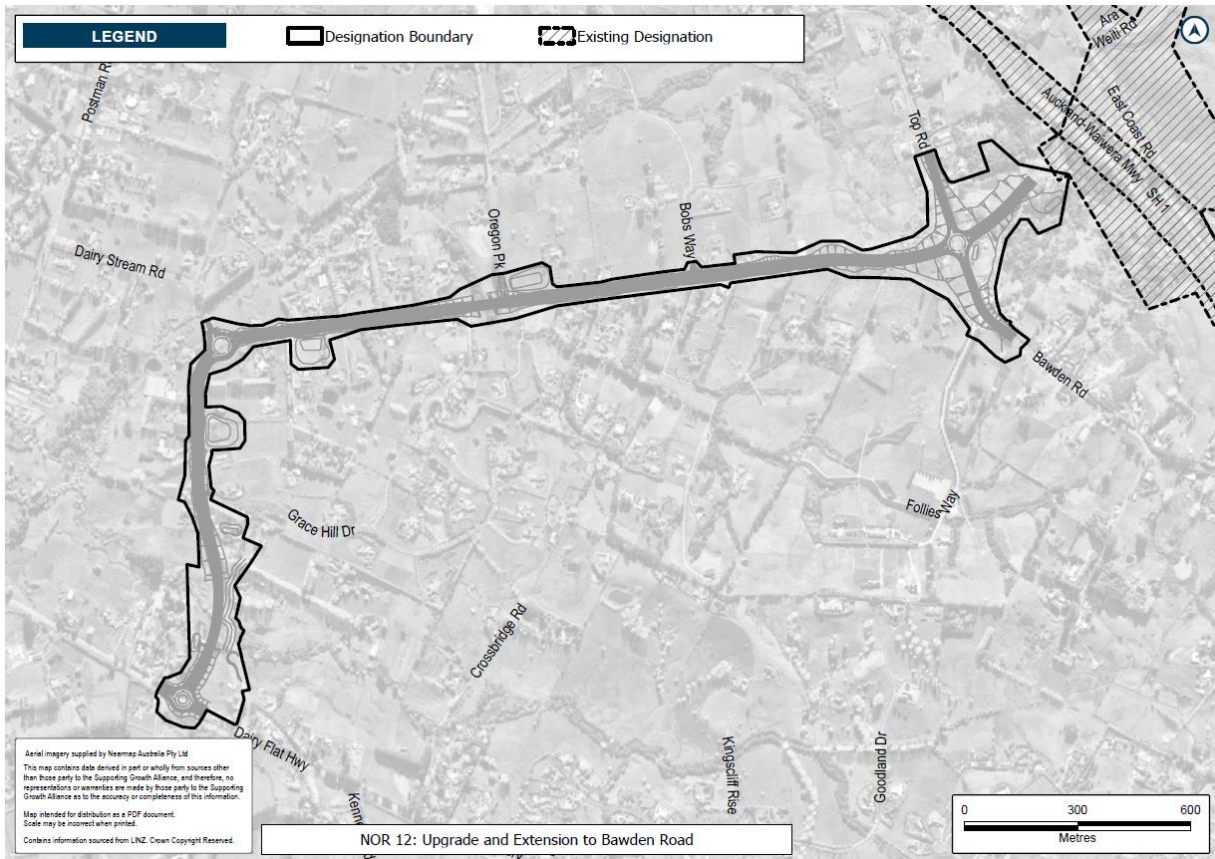 LEGEND
Designation Boundary
Existing Designation
Postman R
Ara
Weiti Rd
East Coast Rd
Auckland-Waiwera Mwy SH 1
Top Rd
Oregon Pk
Bobs Way
Dairy Stream Rd
Bawden Rd
Grace Hill Dr
Follies Way
Crossbridge Rd
Dairy Flat Hwy
Kingscliff Rise
Goodland Dr
Aerial imagery supplied by Nearmap Australia Pty Ltd
This map contains data derived in part or wholly from sources other
than those party to the Supporting Growth Alliance, and therefore, no
representations or warranties are made by those party to the Supporting
Growth Alliance as to the accuracy or completeness of this information.
Map intended for distribution as a PDF document.
Scale may be incorrect when printed.
Contains information sourced from LINZ. Crown Copyright Reserved.
NOR 12: Upgrade and Extension to Bawden Road
0 300 600
Metres